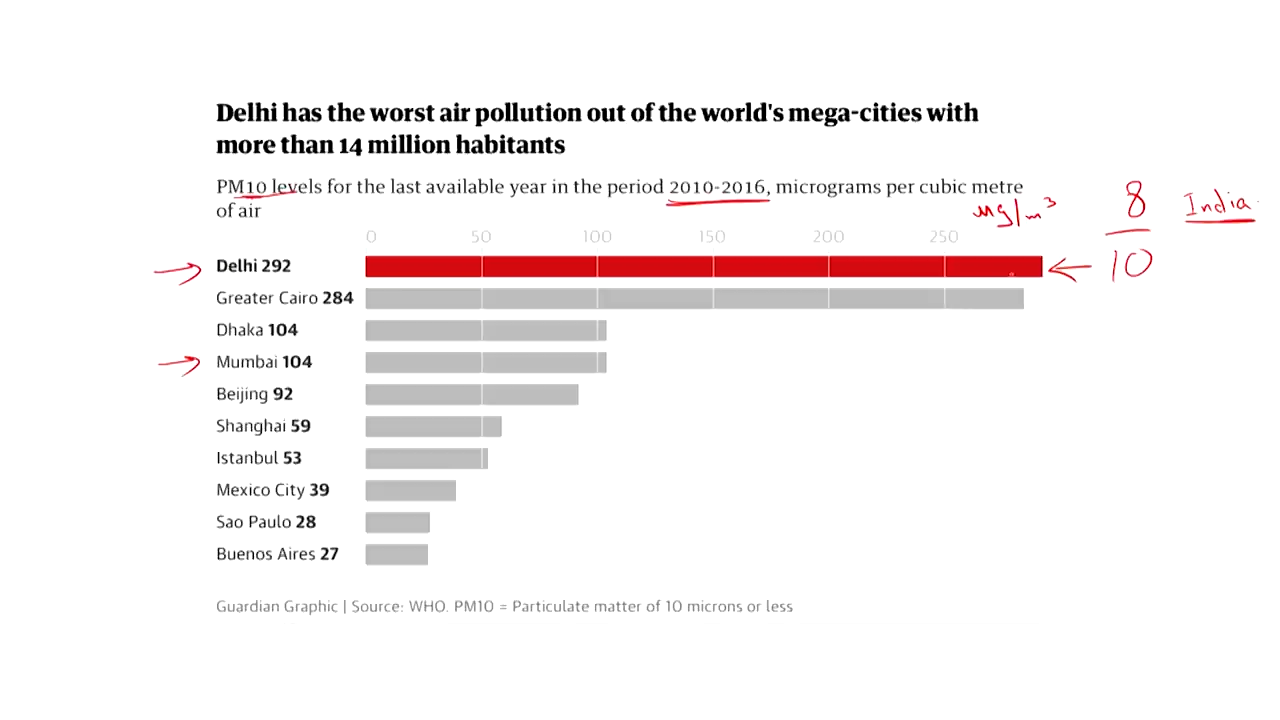 Delhi has the worst air pollution out of the world's mega-cities with
more than 14 million habitants
PM10 levels for the last available year in the period 2010-2016, micrograms per cubic metre
of air
µg/m³
8
10
India
0 50 100 150 200 250
Delhi 292
Greater Cairo 284
Dhaka 104
Mumbai 104
Beijing 92
Shanghai 59
Istanbul 53
Mexico City 39
Sao Paulo 28
Buenos Aires 27
Guardian Graphic | Source: WHO. PM10 = Particulate matter of 10 microns or less